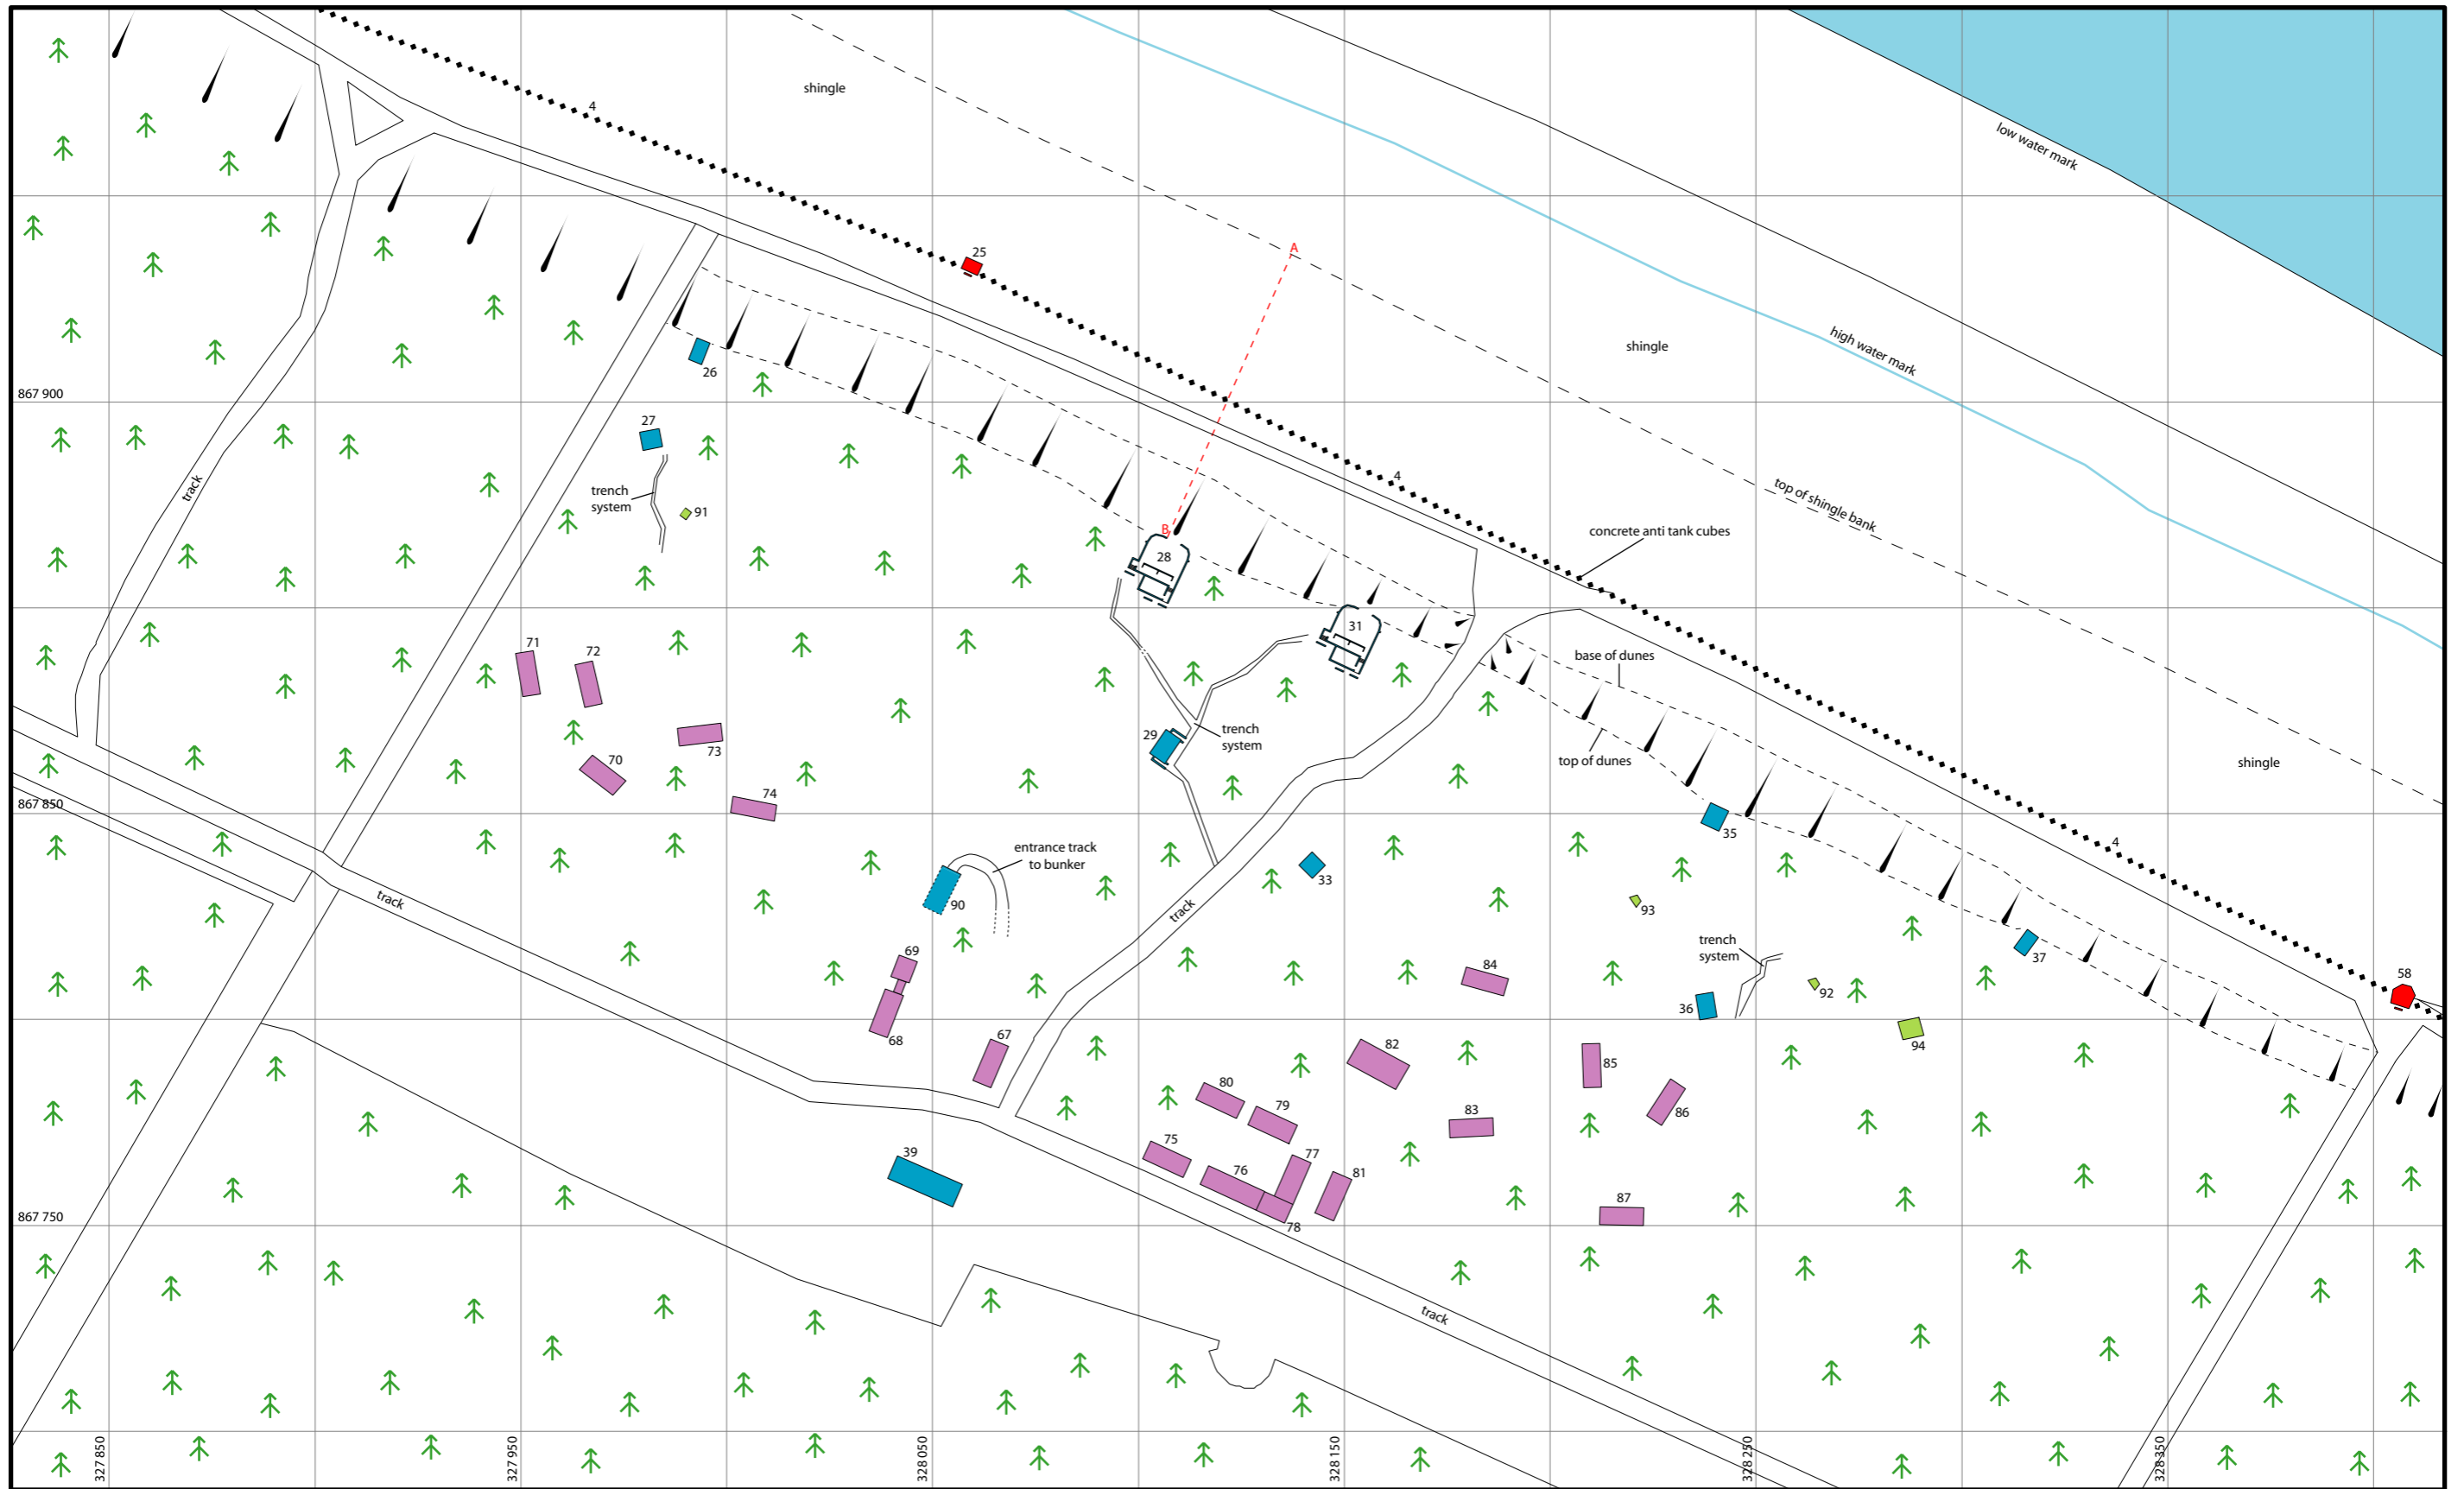 4
shingle
low water mark
25
A
26
shingle
high water mark
867 900
27
track
trench
system
91
4
top of shingle bank
B
28
concrete anti tank cubes
31
71
72
base of dunes
73
29
trench
system
70
top of dunes
shingle
74
867 850
35
4
entrance track
to bunker
33
track
90
track
93
69
trench
system
37
84
58
92
36
68
67
82
94
85
80
79
86
83
75
39
77
76
81
87
78
867 750
track
327 850
327 950
328 050
328 150
328 250
328 350